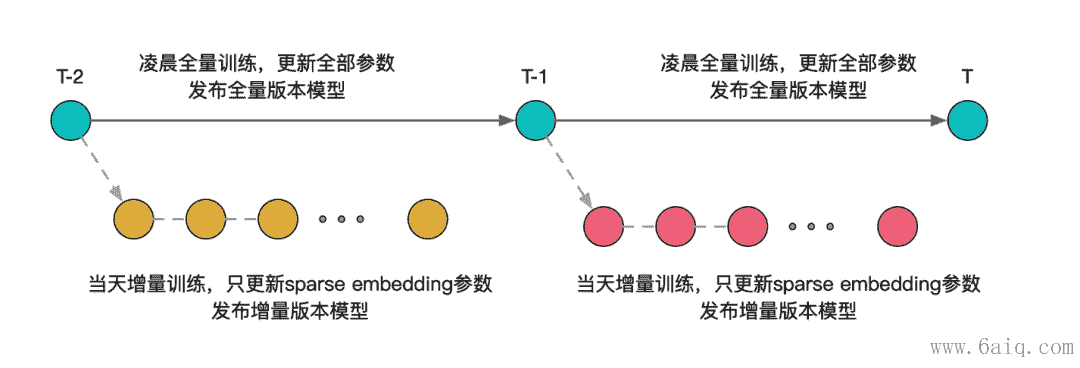 凌晨全量训练，更新全部参数
发布全量版本模型
凌晨全量训练，更新全部参数
发布全量版本模型
T-2
T-1
T
当天增量训练，只更新sparse embedding参数
发布增量版本模型
当天增量训练，只更新sparse embedding参数
发布增量版本模型
www.6aiq.com